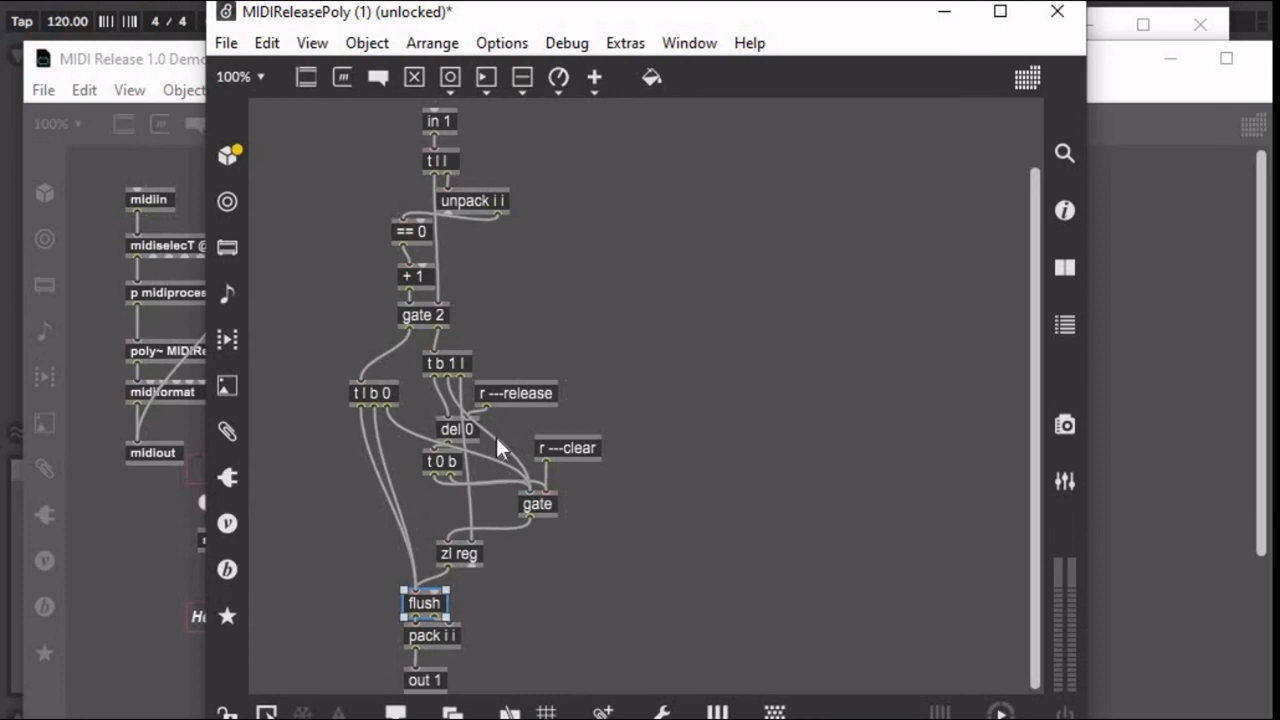 Tap 120.00 4 / 4
MIDIReleasePoly (1) (unlocked)*
File Edit View Object Arrange Options Debug Extras Window Help
100%
MIDI Release 1.0 Demo
File Edit View Object
100%
midiin
midiselecT @
p midiproces
poly~ MIDIRe
midiformat
midiout
in 1
t l l
unpack i i
== 0
+ 1
gate 2
t b 1 l
t l b 0
r ---release
del 0
r ---clear
t 0 b
gate
zl reg
flush
pack i i
out 1